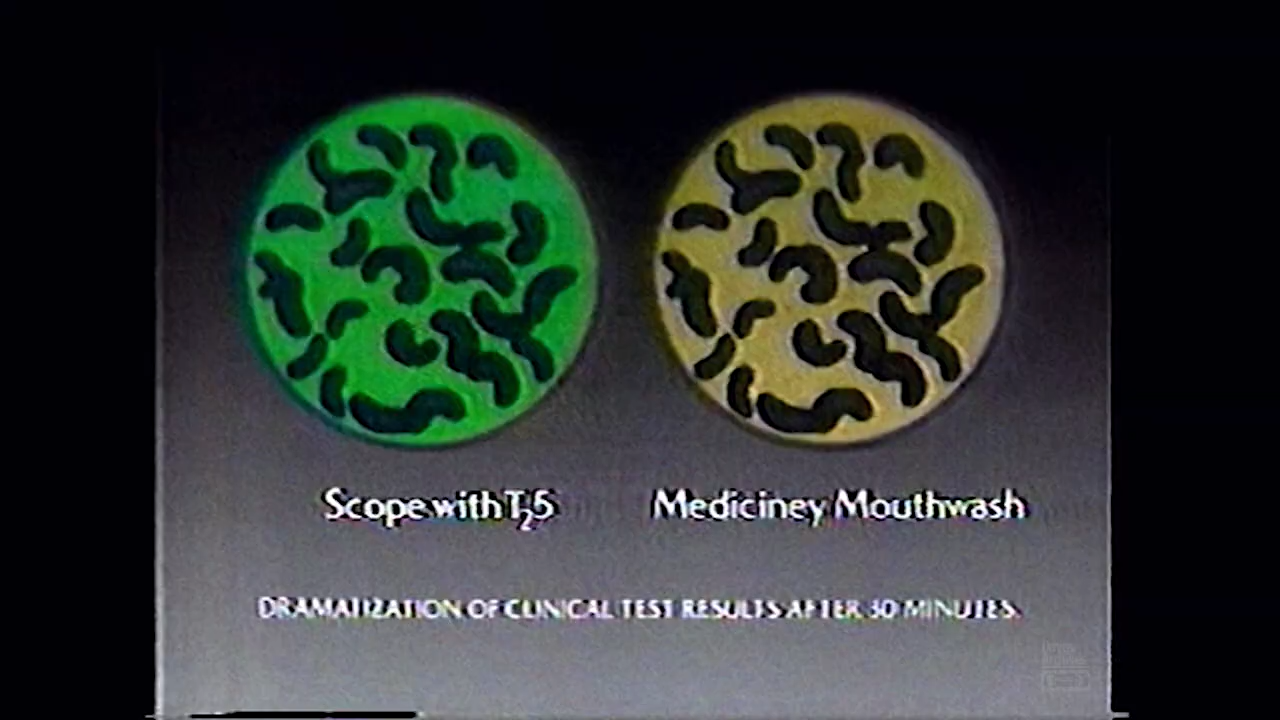 Scope with T₂5
Mediciney Mouthwash
DRAMATIZATION OF CLINICAL TEST RESULTS AFTER 30 MINUTES.